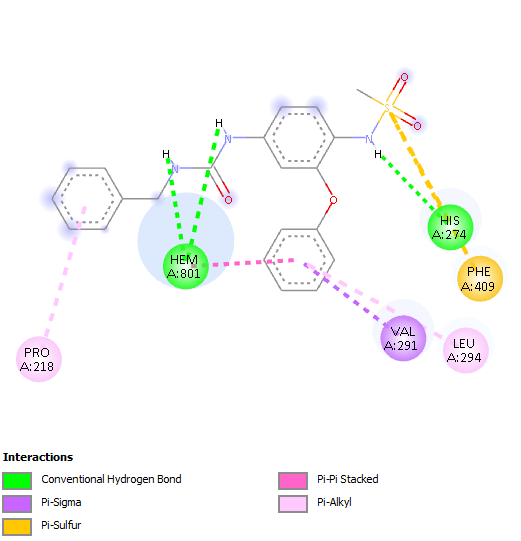 O
S
O
H
N
N
H
H
N
O
O
HIS
A:274
HEM
A:801
PHE
A:409
VAL
A:291
LEU
A:294
PRO
A:218
Interactions
Conventional Hydrogen Bond
Pi-Sigma
Pi-Sulfur
Pi-Pi Stacked
Pi-Alkyl